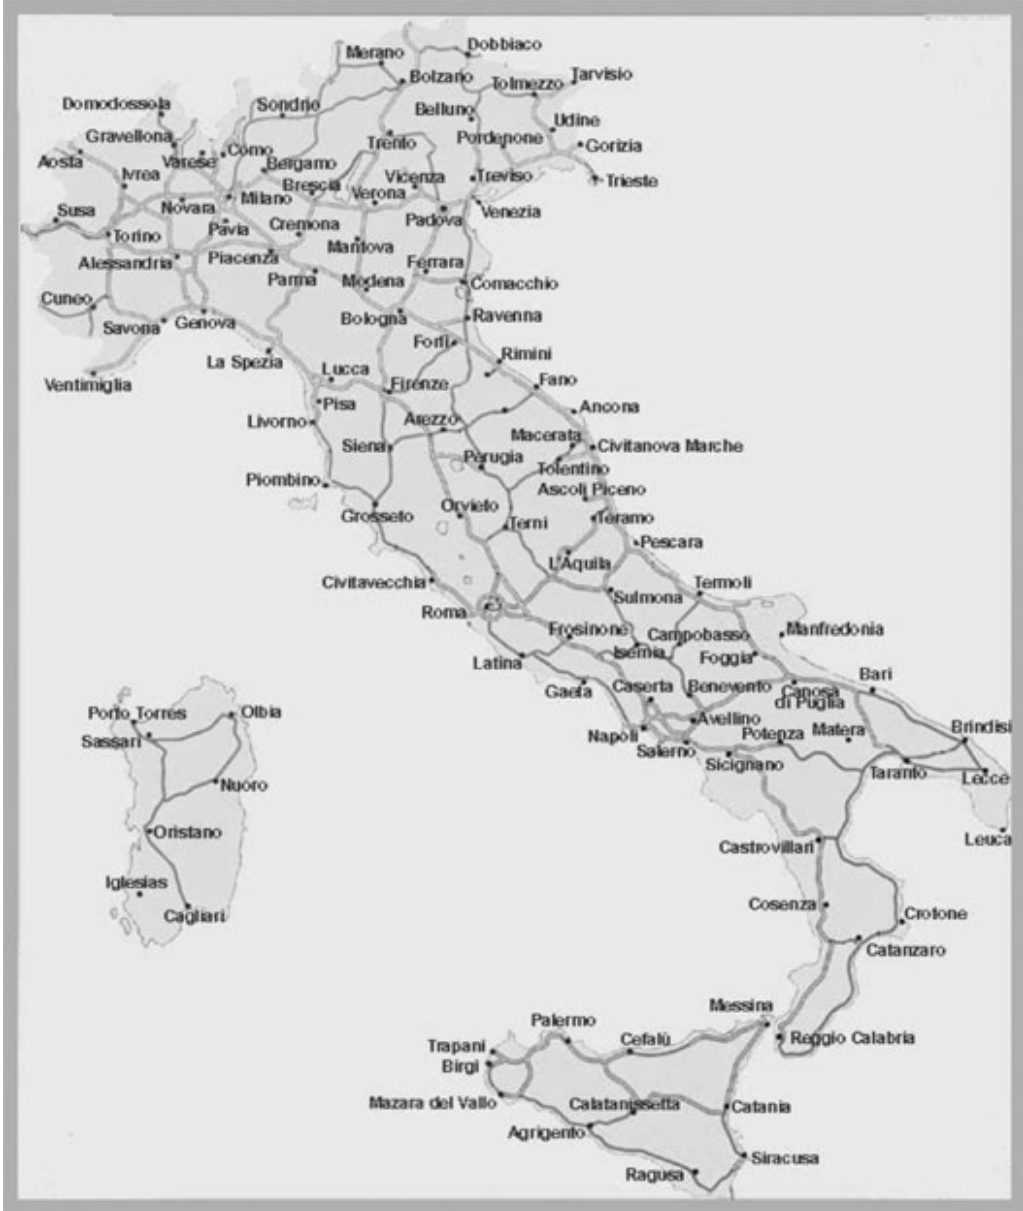 Dobbiaco
Merano
Bolzano
Tarvisio
Tolmezzo
Domodossola
Sondrio
Belluno
Udine
Gravellona
Trento
Pordenone
Gorizia
Aosta
Varese
Como
Bergamo
Ivrea
Brescia
Vicenza
Treviso
Trieste
Verona
Milano
Novara
Susa
Pavia
Cremona
Padova
Venezia
Torino
Mantova
Alessandria
Piacenza
Ferrara
Parma
Modena
Comacchio
Cuneo
Savona
Genova
Bologna
Ravenna
Forlì
La Spezia
Rimini
Lucca
Ventimiglia
Firenze
Fano
Pisa
Ancona
Livorno
Arezzo
Macerata
Siena
Civitanova Marche
Perugia
Tolentino
Piombino
Ascoli Piceno
Grosseto
Orvieto
Terni
Teramo
Pescara
L'Aquila
Civitavecchia
Termoli
Sulmona
Roma
Frosinone
Campobasso
Manfredonia
Isernia
Foggia
Latina
Bari
Gaeta
Caserta
Benevento
Canosa
di Puglia
Porto Torres
Olbia
Avellino
Brindisi
Sassari
Napoli
Potenza
Matera
Salerno
Sicignano
Taranto
Lecce
Nuoro
Oristano
Leuca
Castrovillari
Iglesias
Cosenza
Cagliari
Crotone
Catanzaro
Messina
Palermo
Cefalù
Reggio Calabria
Trapani
Birgi
Mazara del Vallo
Calatanissetta
Catania
Agrigento
Siracusa
Ragusa